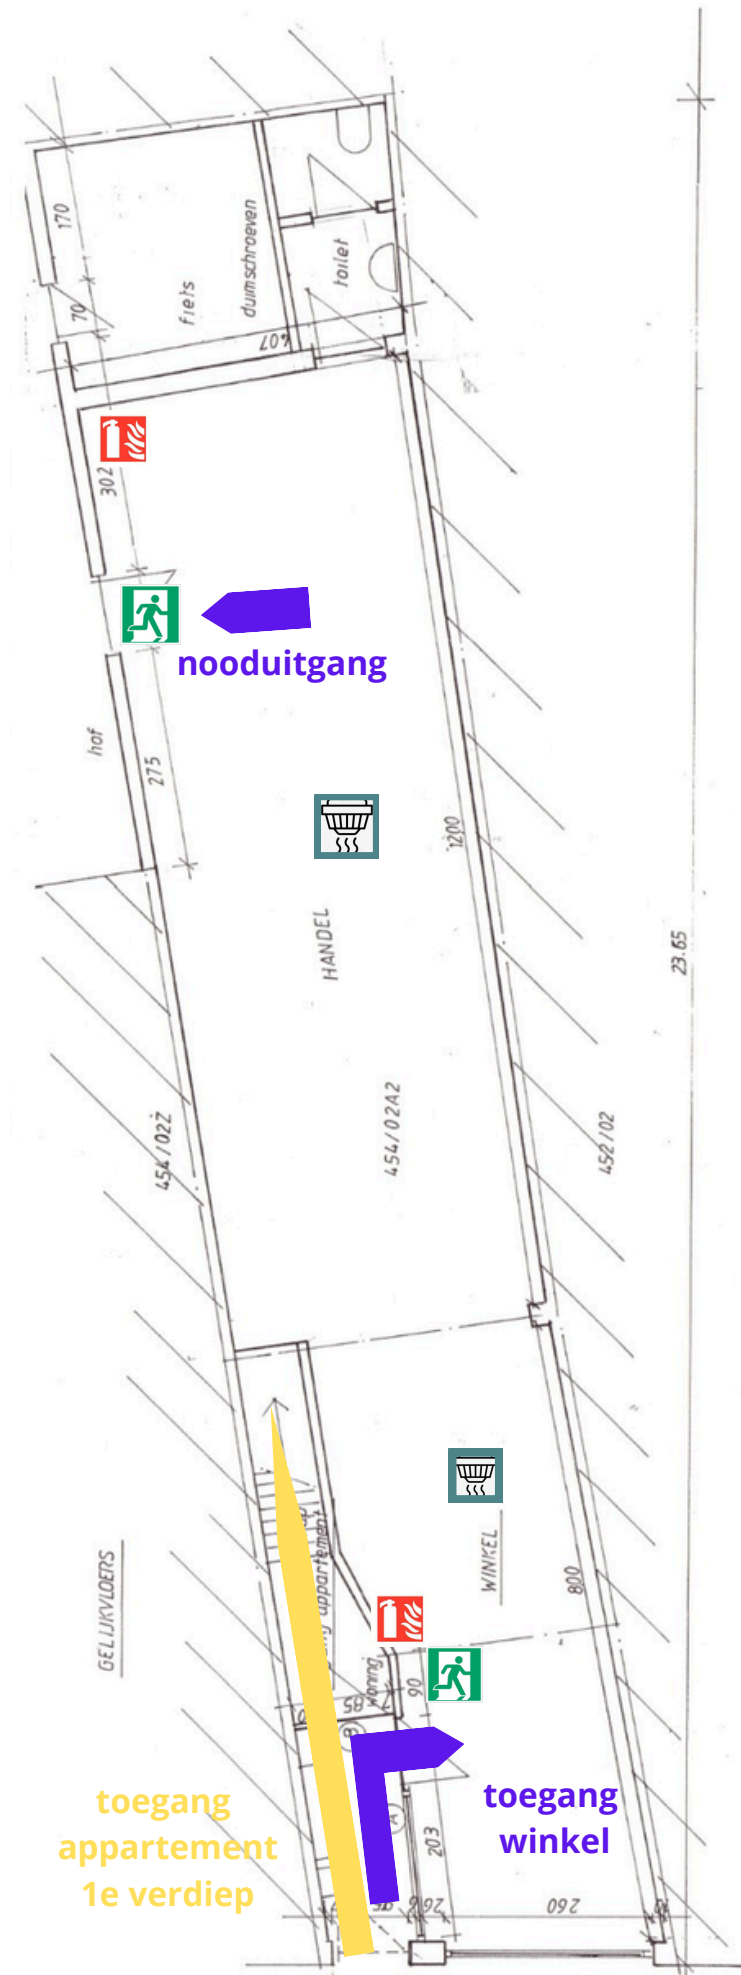 170
70
fiets
duimschroeven
toilet
407
302
nooduitgang
hof
275
1200
HANDEL
23.65
454/02Z
454/02A2
452/02
GELIJKVLOERS
appartement
WINKEL
800
woning
90
85
B
A
toegang
appartement
1e verdiep
toegang
winkel
203
260